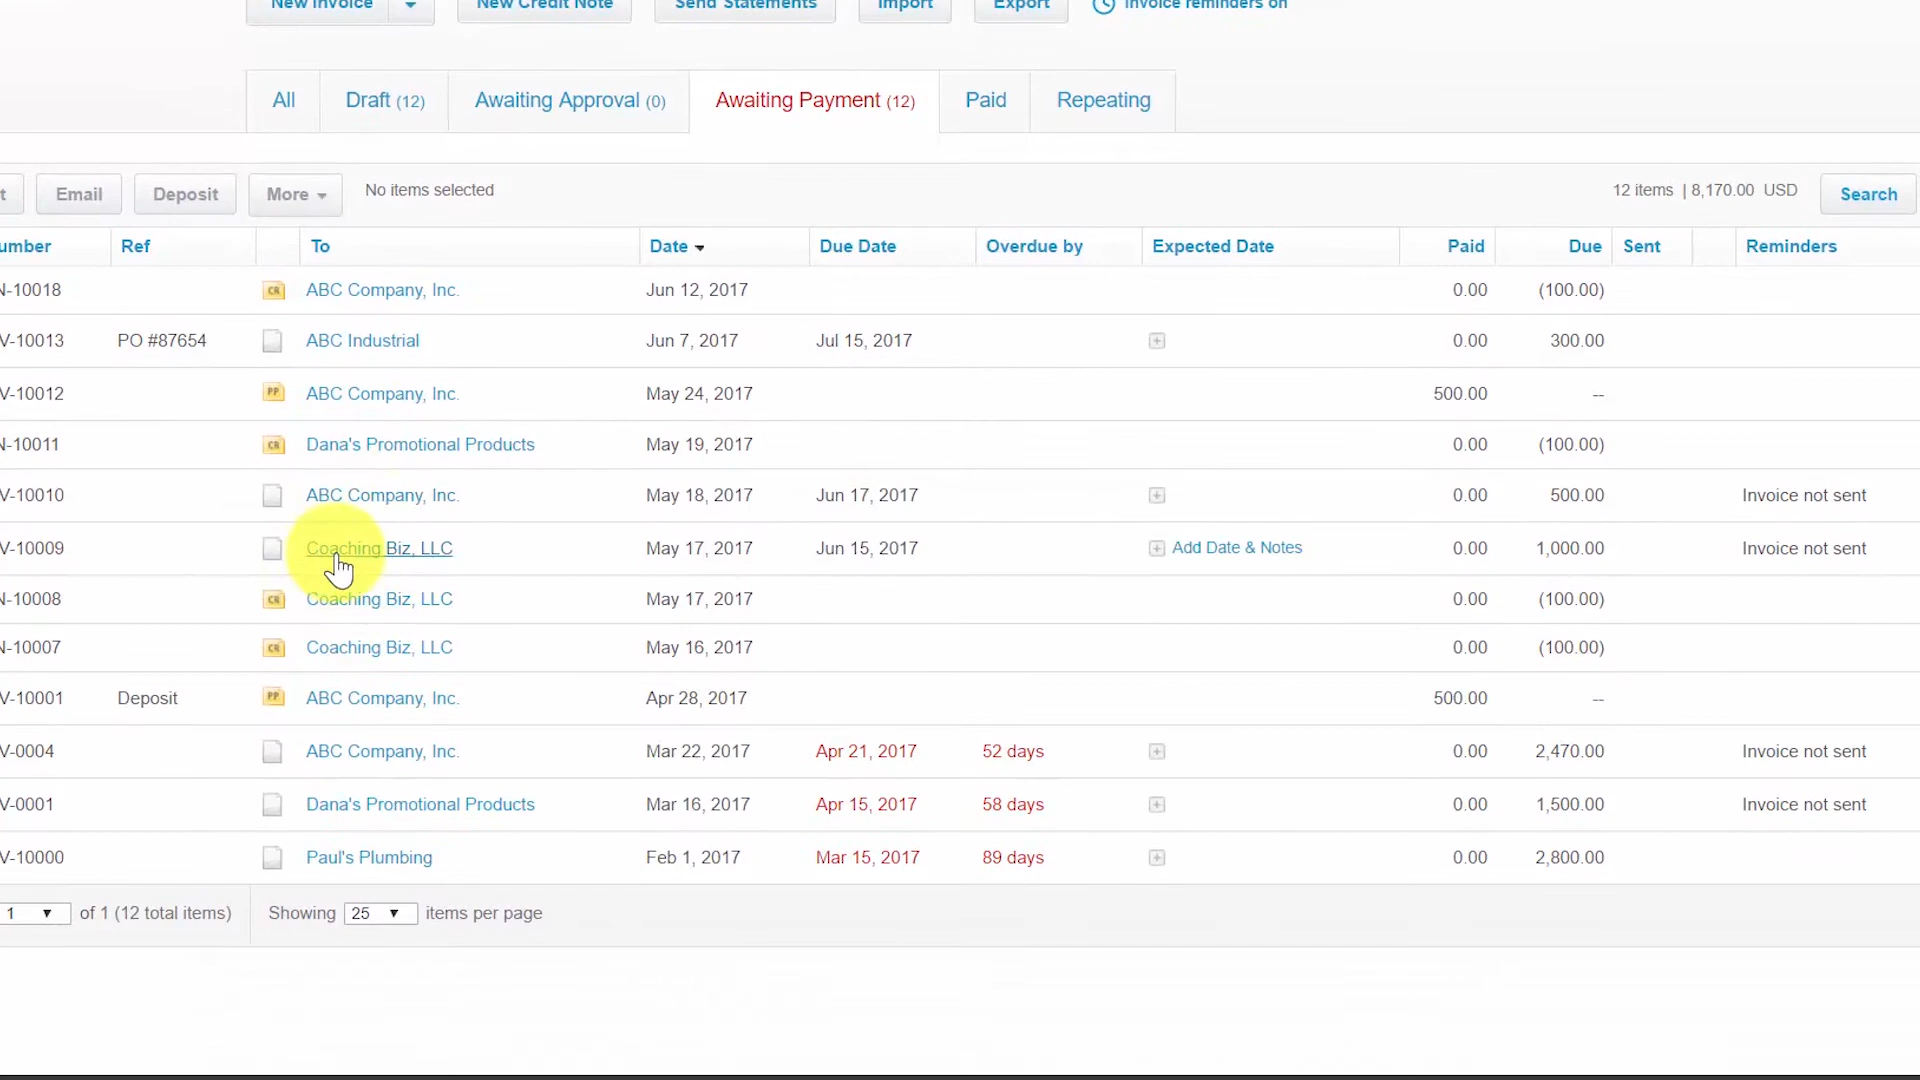 New Invoice New Credit Note Send Statements Import Export Invoice reminders on
All Draft (12) Awaiting Approval (0) Awaiting Payment (12) Paid Repeating
t Email Deposit More No items selected 12 items | 8,170.00 USD Search
umber Ref To Date Due Date Overdue by Expected Date Paid Due Sent Reminders
N-10018 CR ABC Company, Inc. Jun 12, 2017 0.00 (100.00)
V-10013 PO #87654 ABC Industrial Jun 7, 2017 Jul 15, 2017 0.00 300.00
V-10012 PP ABC Company, Inc. May 24, 2017 500.00 --
N-10011 CR Dana's Promotional Products May 19, 2017 0.00 (100.00)
V-10010 ABC Company, Inc. May 18, 2017 Jun 17, 2017 0.00 500.00 Invoice not sent
V-10009 Coaching Biz, LLC May 17, 2017 Jun 15, 2017 Add Date & Notes 0.00 1,000.00 Invoice not sent
N-10008 CR Coaching Biz, LLC May 17, 2017 0.00 (100.00)
N-10007 CR Coaching Biz, LLC May 16, 2017 0.00 (100.00)
V-10001 Deposit PP ABC Company, Inc. Apr 28, 2017 500.00 --
V-0004 ABC Company, Inc. Mar 22, 2017 Apr 21, 2017 52 days 0.00 2,470.00 Invoice not sent
V-0001 Dana's Promotional Products Mar 16, 2017 Apr 15, 2017 58 days 0.00 1,500.00 Invoice not sent
V-10000 Paul's Plumbing Feb 1, 2017 Mar 15, 2017 89 days 0.00 2,800.00
1 of 1 (12 total items) Showing 25 items per page